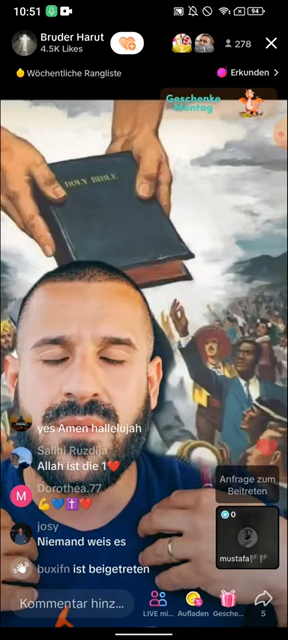 10:51
94
Bruder Harut
4.5K Likes
278
Wöchentliche Rangliste
Erkunden
Geschenke
Montag
HOLY BIBLE
yes Amen hallelujah
Salihi Ruzdija
Allah ist die 1❤️
M
Dorothea.77
💪💙✝️❤️
josy
Niemand weis es
buxifn ist beigetreten
Anfrage zum
Beitreten
0
mustafa🏴🏴
Kommentar hinz...
LIVE mi...
Aufladen
Gesche...
5